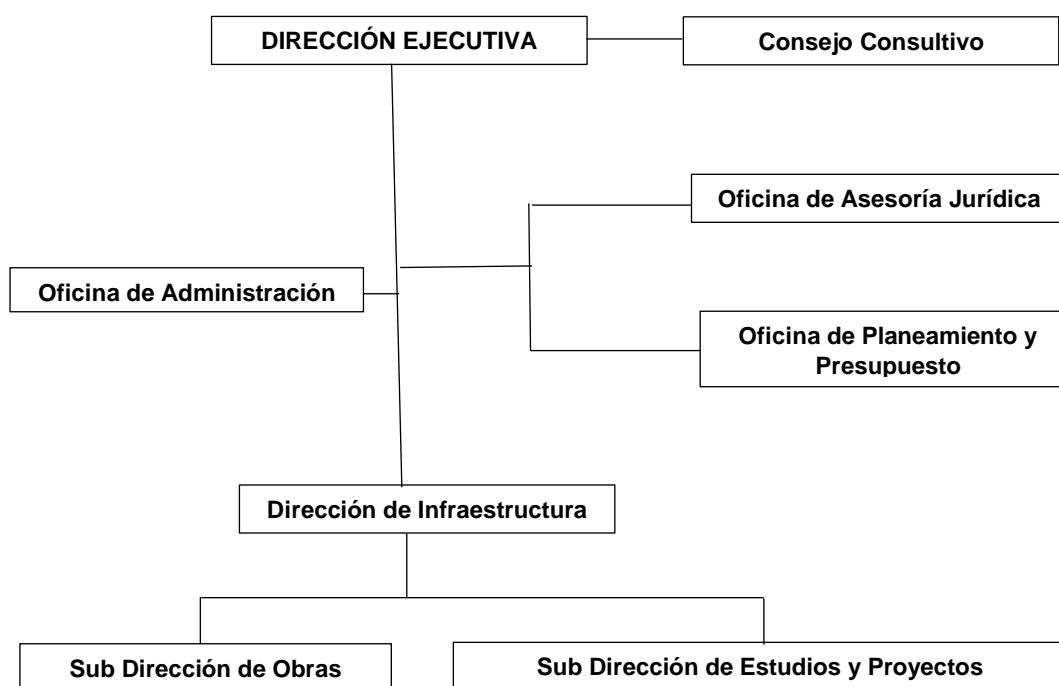 DIRECCIÓN EJECUTIVA
Consejo Consultivo
Oficina de Asesoría Jurídica
Oficina de Administración
Oficina de Planeamiento y
Presupuesto
Dirección de Infraestructura
Sub Dirección de Obras
Sub Dirección de Estudios y Proyectos